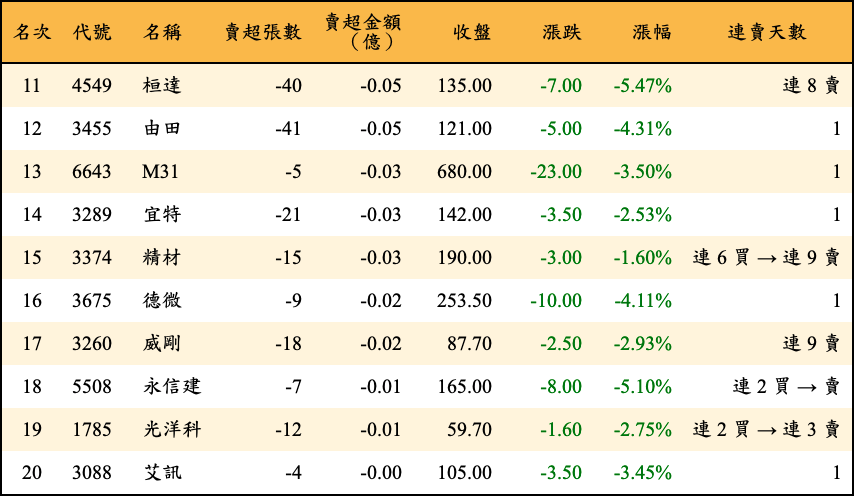 名次 代號 名稱 賣超張數 賣超金額（億） 收盤 漲跌 漲幅 連賣天數
11 4549 桓達 -40 -0.05 135.00 -7.00 -5.47% 連 8 賣
12 3455 由田 -41 -0.05 121.00 -5.00 -4.31% 1
13 6643 M31 -5 -0.03 680.00 -23.00 -3.50% 1
14 3289 宜特 -21 -0.03 142.00 -3.50 -2.53% 1
15 3374 精材 -15 -0.03 190.00 -3.00 -1.60% 連 6 買 → 連 9 賣
16 3675 德微 -9 -0.02 253.50 -10.00 -4.11% 1
17 3260 威剛 -18 -0.02 87.70 -2.50 -2.93% 連 9 賣
18 5508 永信建 -7 -0.01 165.00 -8.00 -5.10% 連 2 買 → 賣
19 1785 光洋科 -12 -0.01 59.70 -1.60 -2.75% 連 2 買 → 連 3 賣
20 3088 艾訊 -4 -0.00 105.00 -3.50 -3.45% 1